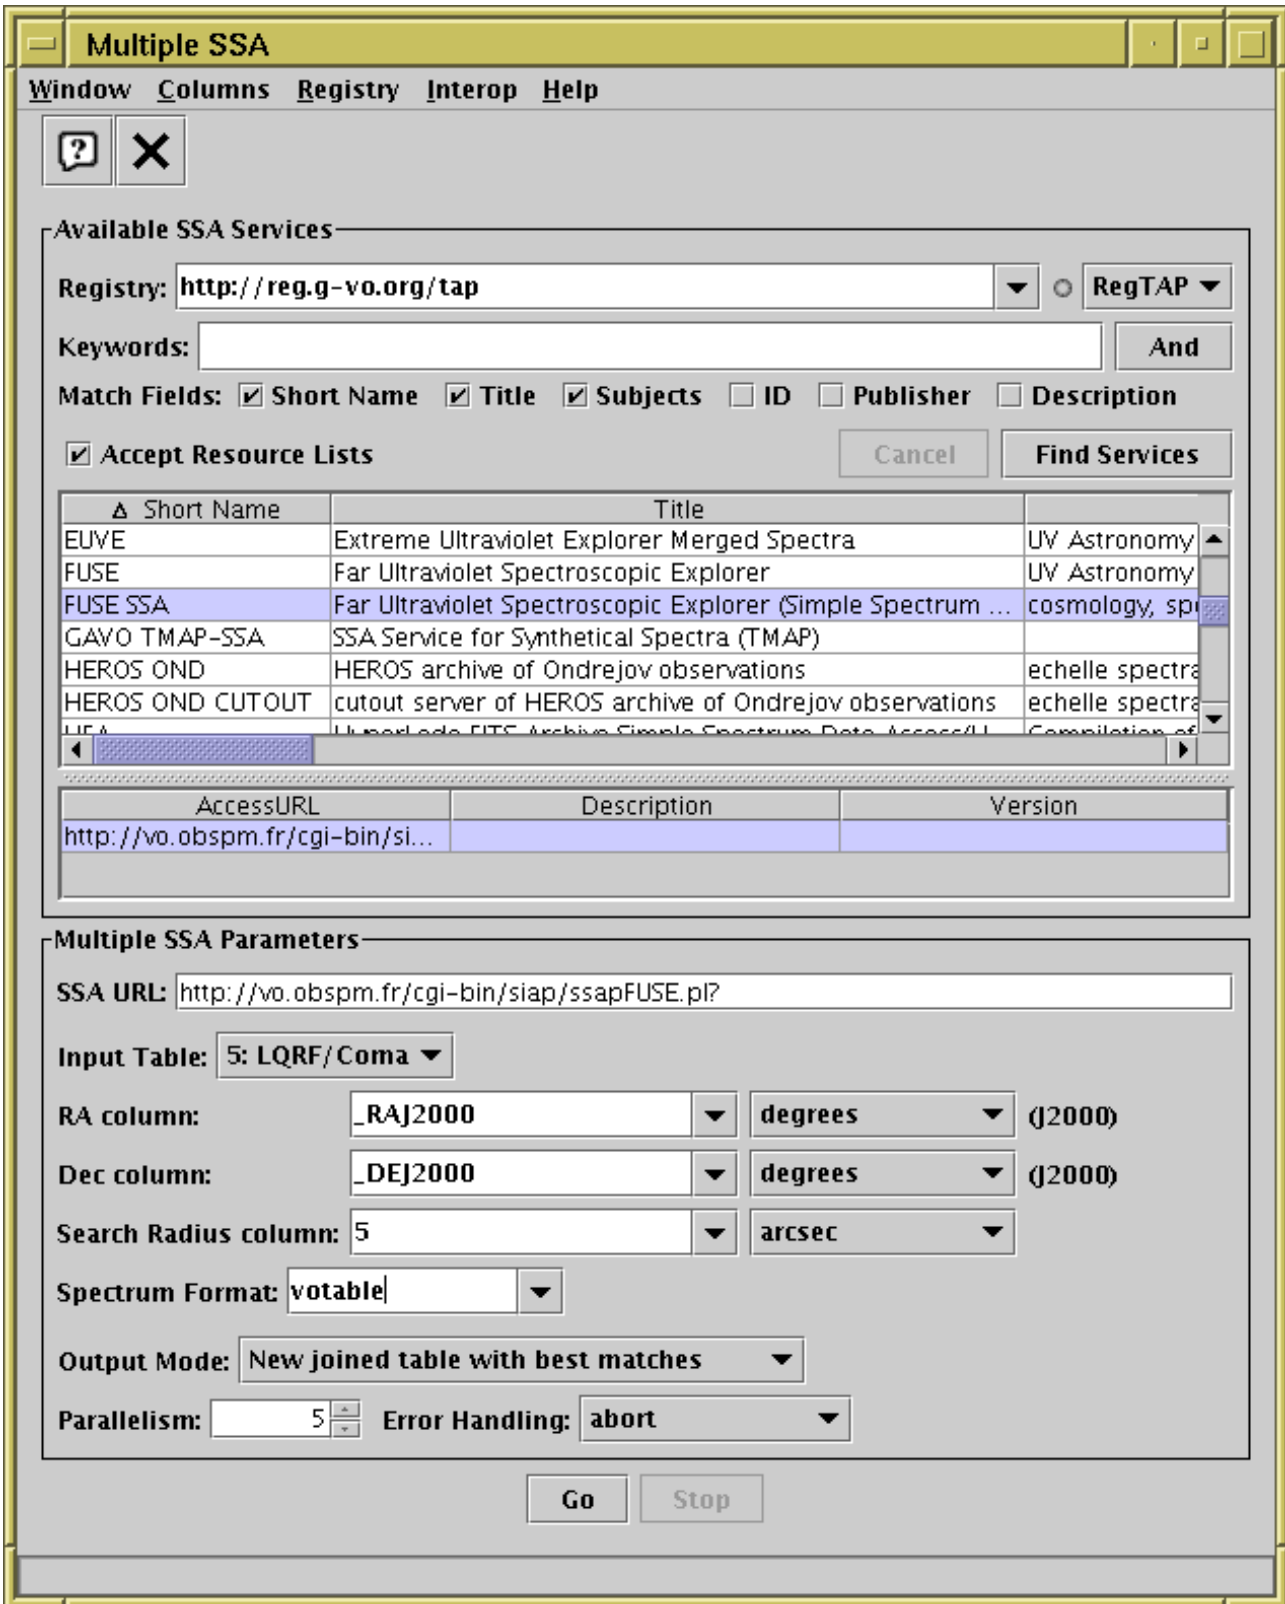 Multiple SSA
Window Columns Registry Interop Help
Available SSA Services
Registry: http://reg.g-vo.org/tap RegTAP
Keywords: And
Match Fields: Short Name Title Subjects ID Publisher Description
Accept Resource Lists Cancel Find Services
Short Name Title
EUVE Extreme Ultraviolet Explorer Merged Spectra UV Astronomy
FUSE Far Ultraviolet Spectroscopic Explorer UV Astronomy
FUSE SSA Far Ultraviolet Spectroscopic Explorer (Simple Spectrum ... cosmology, spe
GAVO TMAP-SSA SSA Service for Synthetical Spectra (TMAP)
HEROS OND HEROS archive of Ondrejov observations echelle spectra
HEROS OND CUTOUT cutout server of HEROS archive of Ondrejov observations echelle spectra
AccessURL Description Version
http://vo.obspm.fr/cgi-bin/si...
Multiple SSA Parameters
SSA URL: http://vo.obspm.fr/cgi-bin/siap/ssapFUSE.pl?
Input Table: 5: LQRF/Coma
RA column: _RAJ2000 degrees (J2000)
Dec column: _DEJ2000 degrees (J2000)
Search Radius column: 5 arcsec
Spectrum Format: votable
Output Mode: New joined table with best matches
Parallelism: 5 Error Handling: abort
Go Stop